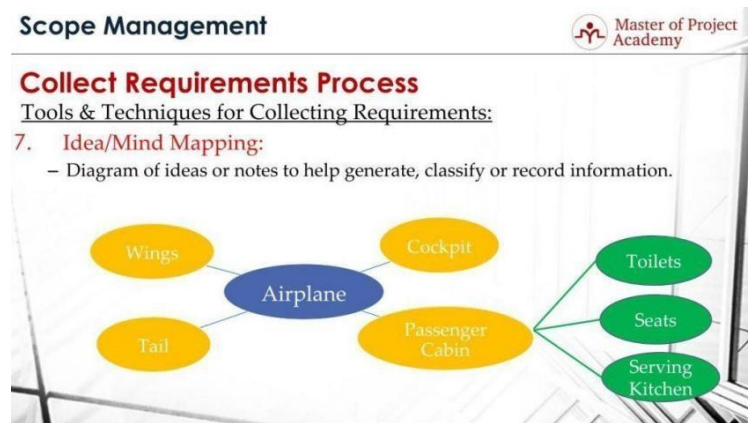 Scope Management
Master of Project
Academy
Collect Requirements Process
Tools & Techniques for Collecting Requirements:
7. Idea/Mind Mapping:
– Diagram of ideas or notes to help generate, classify or record information.
Wings
Cockpit
Toilets
Airplane
Seats
Tail
Passenger
Cabin
Serving
Kitchen